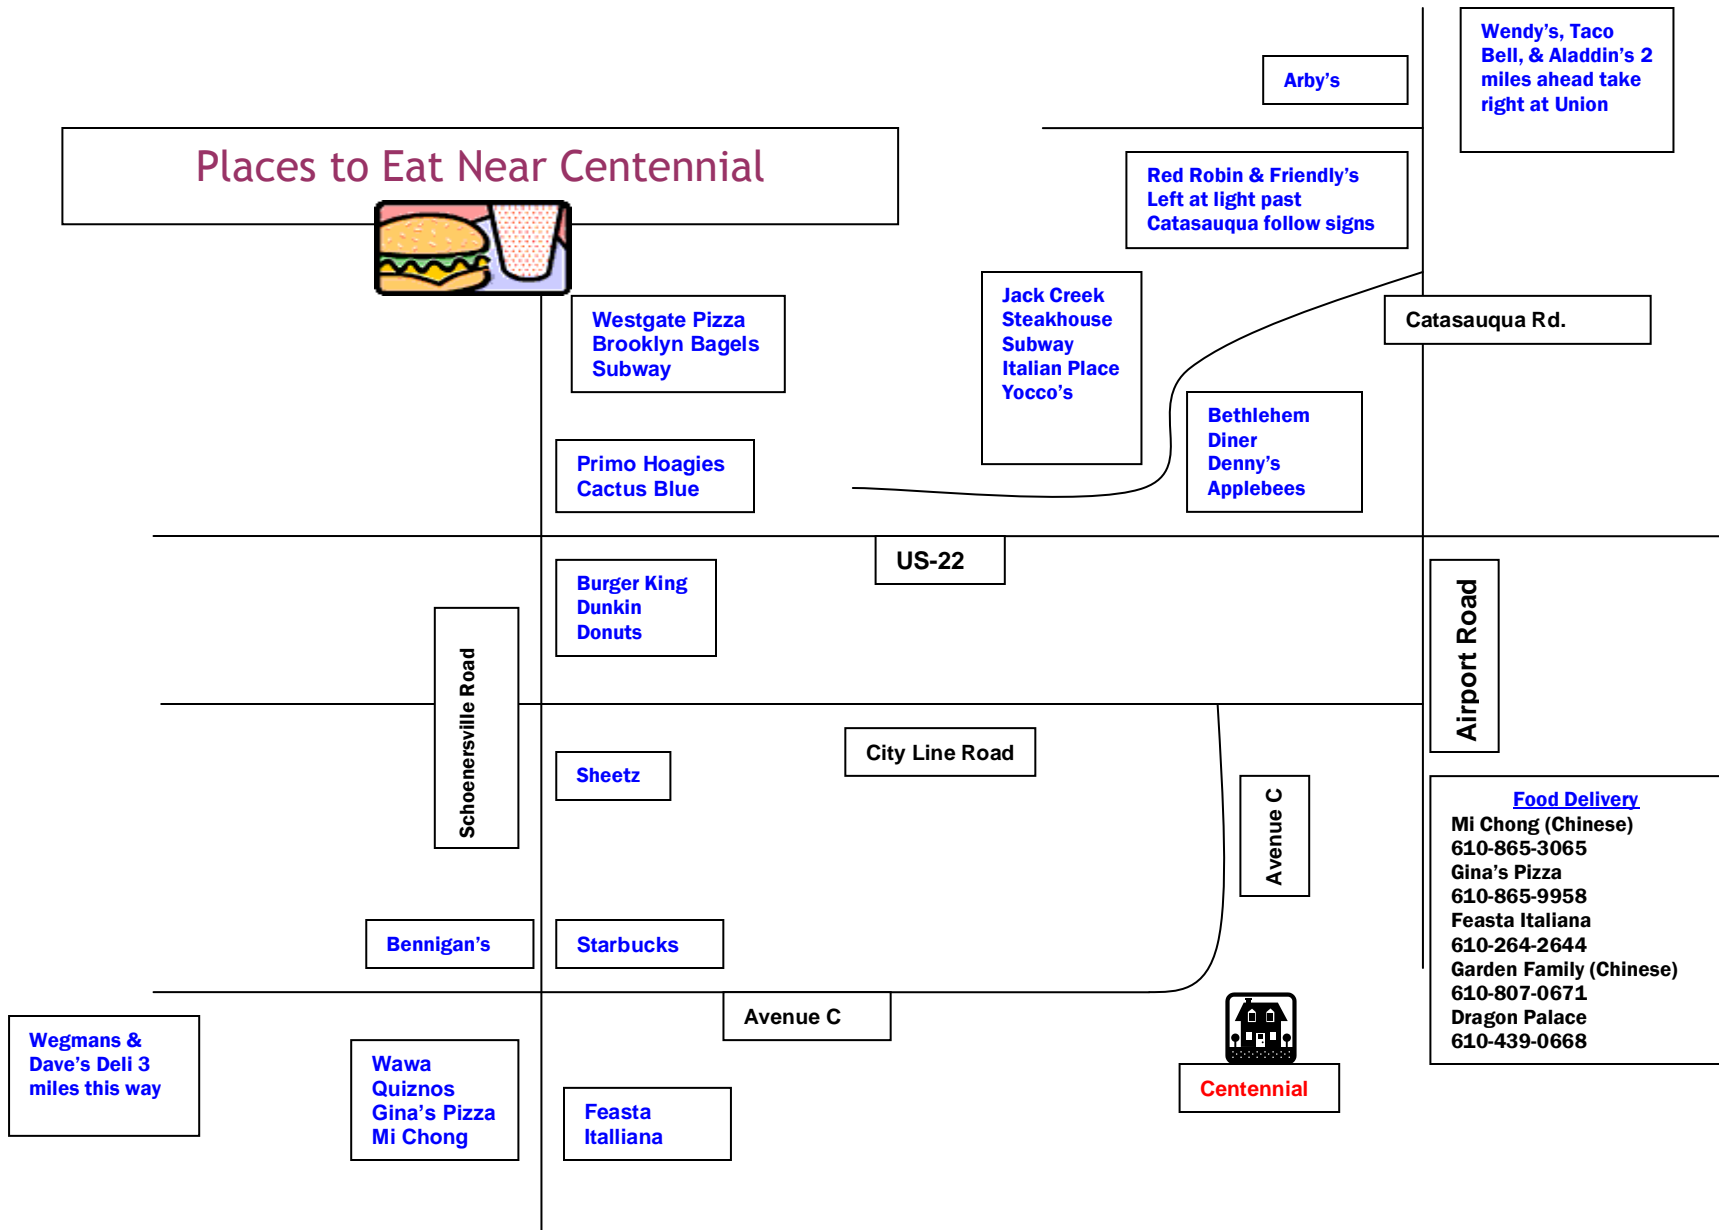 Places to Eat Near Centennial
Arby's
Wendy's, Taco
Bell, & Aladdin's 2
miles ahead take
right at Union
Red Robin & Friendly's
Left at light past
Catasauqua follow signs
Westgate Pizza
Brooklyn Bagels
Subway
Jack Creek
Steakhouse
Subway
Italian Place
Yocco's
Catasauqua Rd.
Bethlehem
Diner
Denny's
Applebees
Primo Hoagies
Cactus Blue
US-22
Burger King
Dunkin
Donuts
Schoenersville Road
Airport Road
City Line Road
Sheetz
Avenue C
Food Delivery
Mi Chong (Chinese)
610-865-3065
Gina's Pizza
610-865-9958
Feasta Italiana
610-264-2644
Garden Family (Chinese)
610-807-0671
Dragon Palace
610-439-0668
Bennigan's
Starbucks
Avenue C
Wegmans &
Dave's Deli 3
miles this way
Wawa
Quiznos
Gina's Pizza
Mi Chong
Feasta
Italliana
Centennial